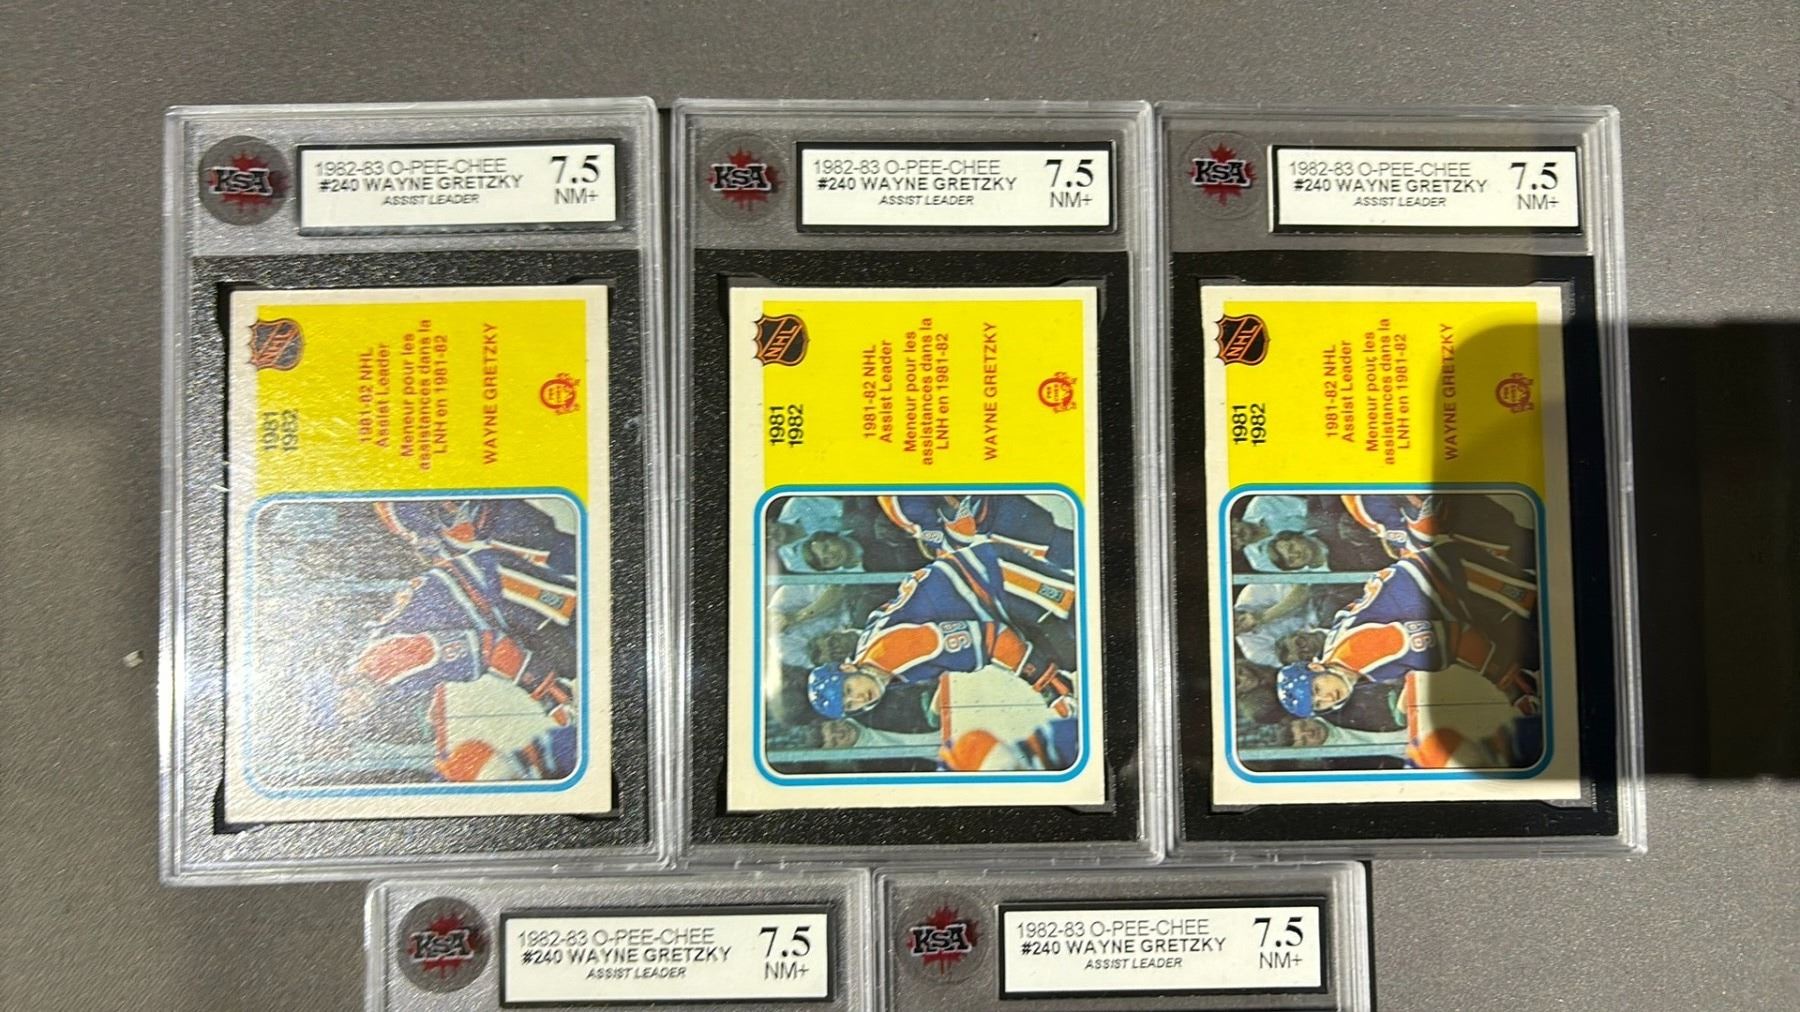 KSA
1982-83 O-PEE-CHEE
#240 WAYNE GRETZKY
ASSIST LEADER
7.5
NM+
KSA
1982-83 O-PEE-CHEE
#240 WAYNE GRETZKY
ASSIST LEADER
7.5
NM+
KSA
1982-83 O-PEE-CHEE
#240 WAYNE GRETZKY
ASSIST LEADER
7.5
NM+
NHL
1981
1982
1981-82 NHL
Assist Leader
Meneur pour les
assistances dans la
LNH en 1981-82
WAYNE GRETZKY
NHL
1981
1982
1981-82 NHL
Assist Leader
Meneur pour les
assistances dans la
LNH en 1981-82
WAYNE GRETZKY
99
NHL
1981
1982
1981-82 NHL
Assist Leader
Meneur pour les
assistances dans la
LNH en 1981-82
WAYNE GRETZKY
99
KSA
1982-83 O-PEE-CHEE
#240 WAYNE GRETZKY
ASSIST LEADER
7.5
NM+
KSA
1982-83 O-PEE-CHEE
#240 WAYNE GRETZKY
ASSIST LEADER
7.5
NM+